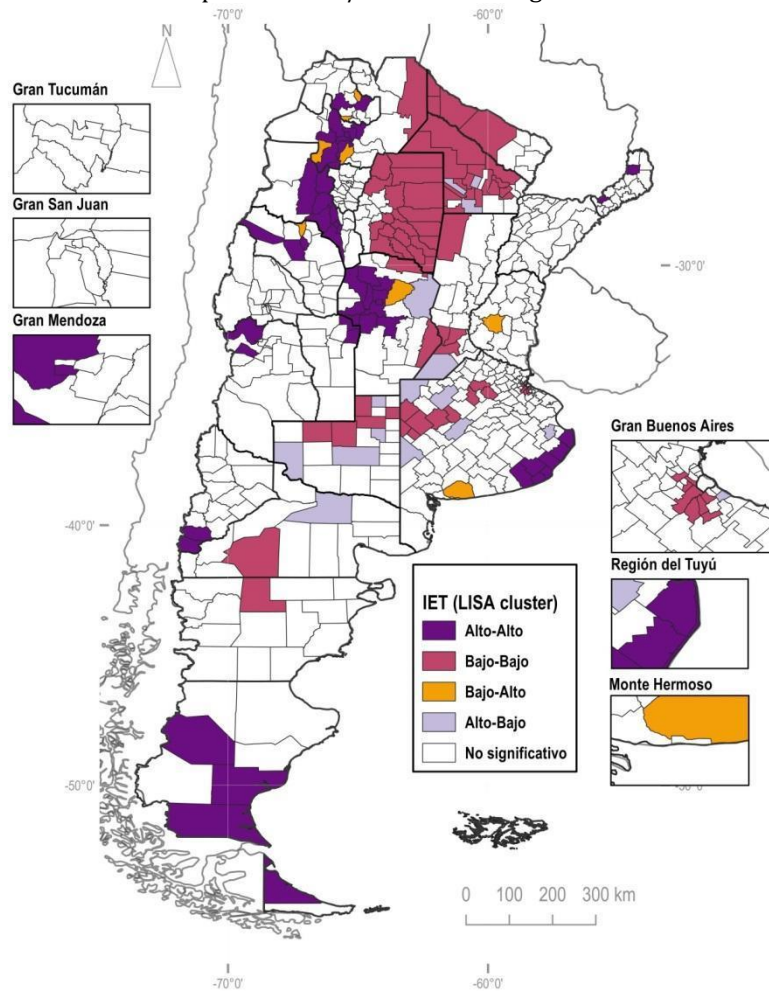 -70°0'
-60°0'
Gran Tucumán
Gran San Juan
-30°0'
Gran Mendoza
Gran Buenos Aires
-40°0'
Región del Tuyú
IET (LISA cluster)
Alto-Alto
Bajo-Bajo
Bajo-Alto
Alto-Bajo
No significativo
Monte Hermoso
-50°0'
0 100 200 300 km
-70°0'
-60°0'